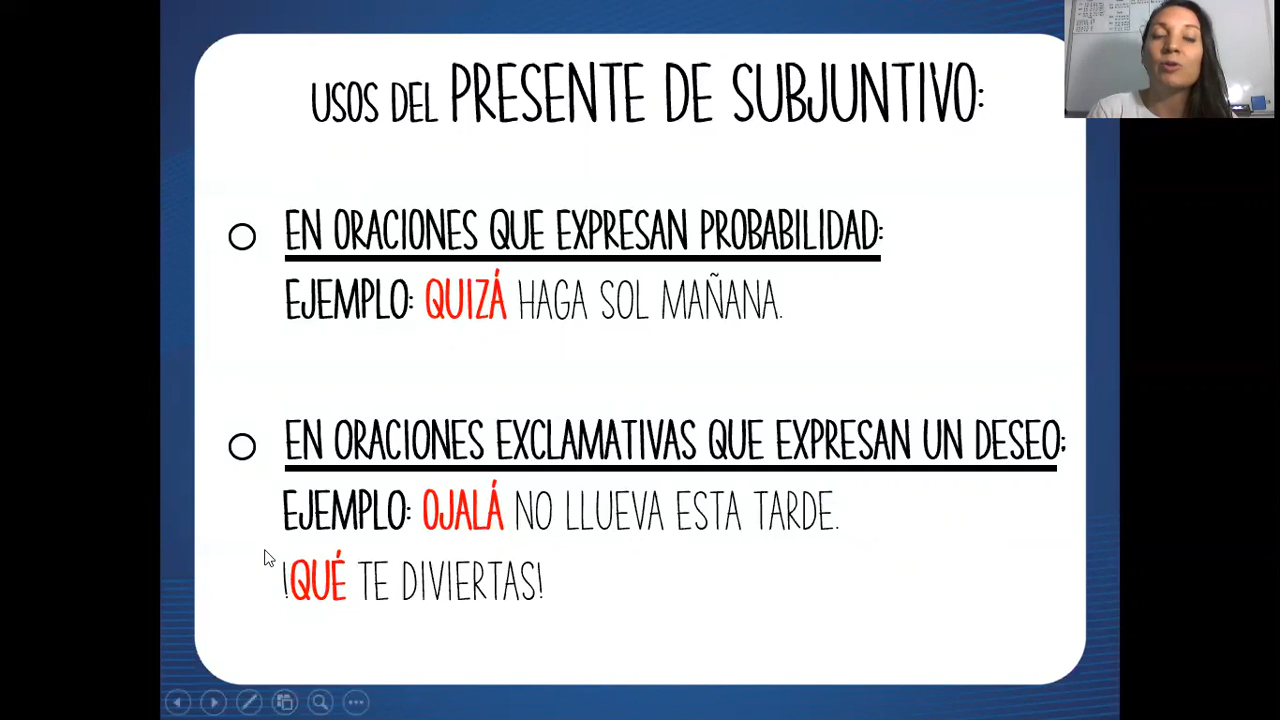 USOS DEL PRESENTE DE SUBJUNTIVO:
EN ORACIONES QUE EXPRESAN PROBABILIDAD:
EJEMPLO: QUIZÁ HAGA SOL MAÑANA.
EN ORACIONES EXCLAMATIVAS QUE EXPRESAN UN DESEO:
EJEMPLO: OJALÁ NO LLUEVA ESTA TARDE.
¡QUÉ TE DIVIERTAS!